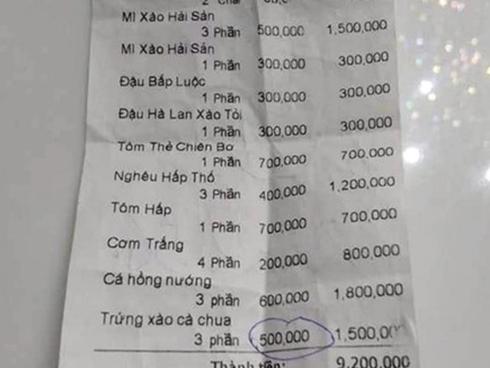 2 Chai
Mì Xào Hải Sản
3 Phần 500,000 1,500,000
Mì Xào Hải Sản
1 Phần 300,000 300,000
Đậu Bắp Luộc
1 Phần 300,000 300,000
Đậu Hà Lan Xào Tỏi
1 Phần 300,000 300,000
Tôm Thẻ Chiên Bơ
1 Phần 700,000 700,000
Nghêu Hấp Thố
3 Phần 400,000 1,200,000
Tôm Hấp
1 Phần 700,000 700,000
Cơm Trắng
4 Phần 200,000 800,000
Cá hồng nướng
3 phần 600,000 1,800,000
Trứng xào cà chua
3 phần 500,000 1,500,00
Thành tiền: 9,200,000